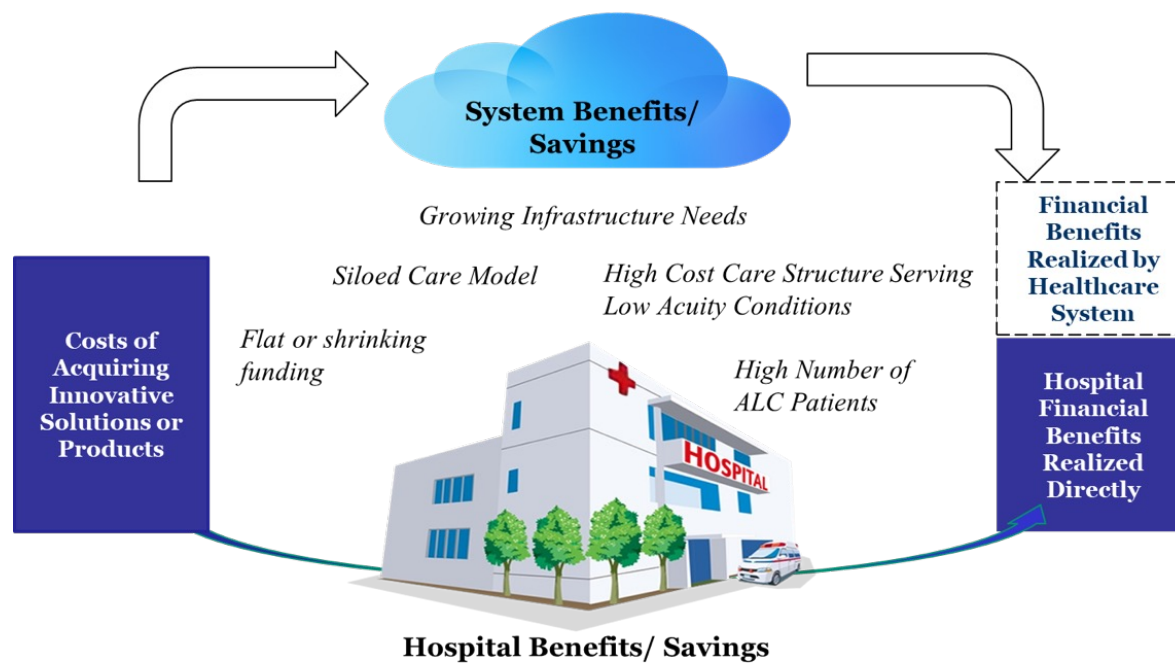 System Benefits/
Savings
Growing Infrastructure Needs
Siloed Care Model
High Cost Care Structure Serving
Low Acuity Conditions
Flat or shrinking
funding
High Number of
ALC Patients
Costs of
Acquiring
Innovative
Solutions or
Products
Financial
Benefits
Realized by
Healthcare
System
Hospital
Financial
Benefits
Realized
Directly
HOSPITAL
Hospital Benefits/ Savings